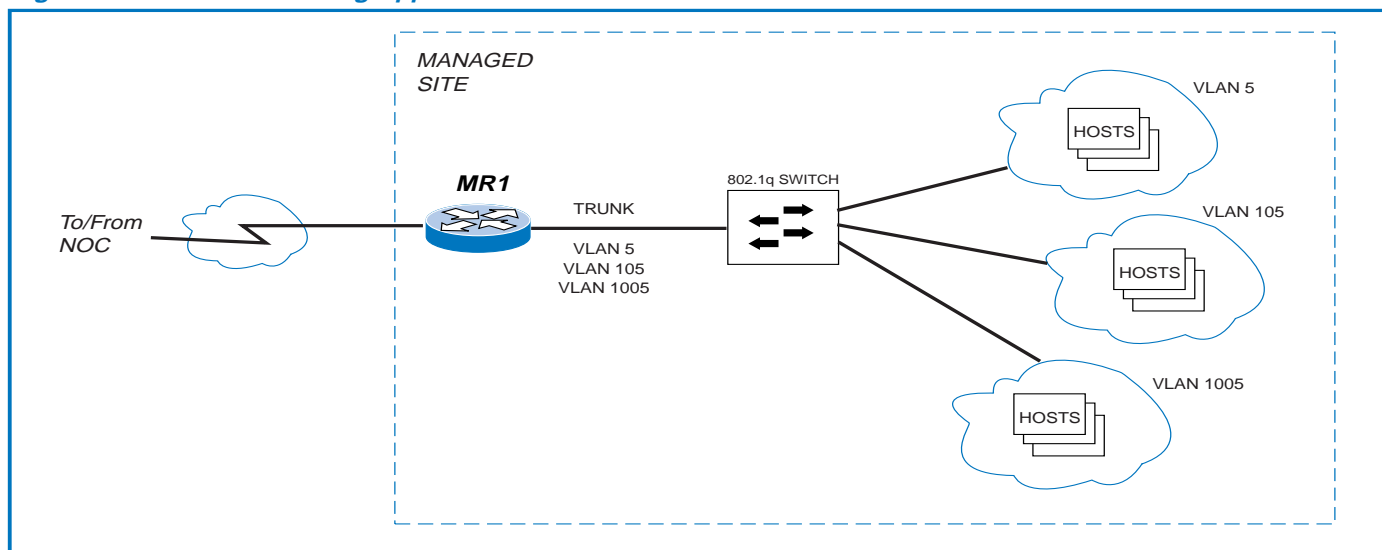 MANAGED
SITE
VLAN 5
HOSTS
MR1
802.1q SWITCH
To/From
NOC
TRUNK
VLAN 5
VLAN 105
VLAN 1005
VLAN 105
HOSTS
VLAN 1005
HOSTS